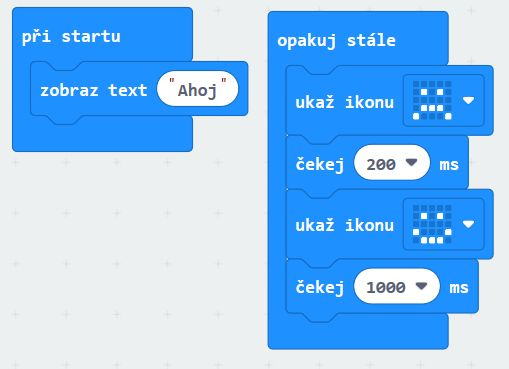 při startu
zobraz text "Ahoj"
opakuj stále
ukaž ikonu
čekej 200 ms
ukaž ikonu
čekej 1000 ms